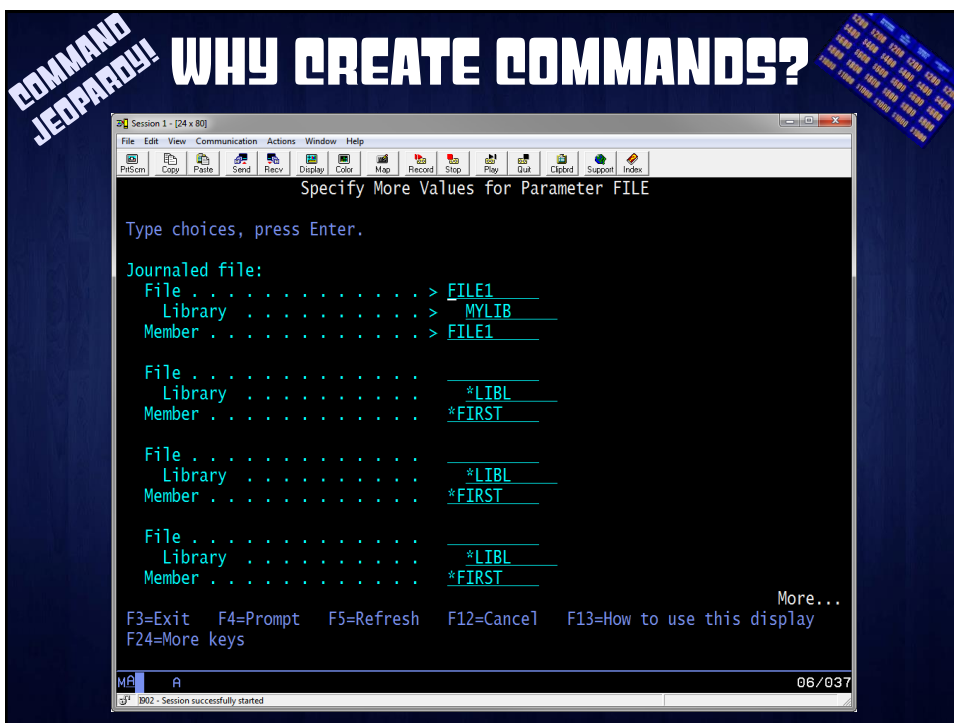 COMMAND
JEOPARDY!
WHY CREATE COMMANDS?
Session 1 - [24 x 80]
File Edit View Communication Actions Window Help
PrtScrn Copy Paste Send Recv Display Color Map Record Stop Play Quit Clipbrd Support Index
Specify More Values for Parameter FILE
Type choices, press Enter.
Journaled file:
File . . . . . . . . . . . . . > FILE1
Library . . . . . . . . . . > MYLIB
Member . . . . . . . . . . . . > FILE1
File . . . . . . . . . . . . .
Library . . . . . . . . . . *LIBL
Member . . . . . . . . . . . . *FIRST
File . . . . . . . . . . . . .
Library . . . . . . . . . . *LIBL
Member . . . . . . . . . . . . *FIRST
File . . . . . . . . . . . . .
Library . . . . . . . . . . *LIBL
Member . . . . . . . . . . . . *FIRST
More...
F3=Exit F4=Prompt F5=Refresh F12=Cancel F13=How to use this display
F24=More keys
MA A 06/037
I902 - Session successfully started